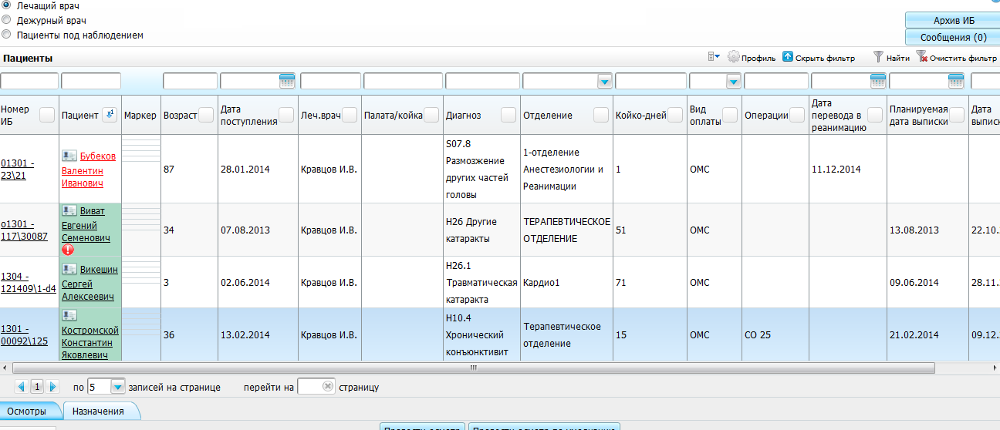 Лечащий врач
Дежурный врач
Пациенты под наблюдением
Архив ИБ
Сообщения (0)
Пациенты
Профиль
Скрыть фильтр
Найти
Очистить фильтр
Номер ИБ
Пациент
Маркер
Возраст
Дата поступления
Леч.врач
Палата/койка
Диагноз
Отделение
Койко-дней
Вид оплаты
Операции
Дата перевода в реанимацию
Планируемая дата выписки
Дата
01301 - 23\21
Бубеков Валентин Иванович
87
28.01.2014
Кравцов И.В.
S07.8 Размозжение других частей головы
1-отделение Анестезиологии и Реанимации
1
ОМС
11.12.2014
о1301 - 117\30087
Виват Евгений Семенович
34
07.08.2013
Кравцов И.В.
H26 Другие катаракты
ТЕРАПЕВТИЧЕСКОЕ ОТДЕЛЕНИЕ
51
ОМС
13.08.2013
22.10.
1304 - 121409\1-d4
Викешин Сергей Алексеевич
3
02.06.2014
Кравцов И.В.
H26.1 Травматическая катаракта
Кардио1
71
ОМС
09.06.2014
28.11.
1301 - 00092\125
Костромской Константин Яковлевич
36
13.02.2014
Кравцов И.В.
H10.4 Хронический конъюнктивит
Терапевтическое отделение
15
ОМС
СО 25
21.02.2014
09.12.
1
по 5 записей на странице
перейти на страницу
Осмотры
Назначения